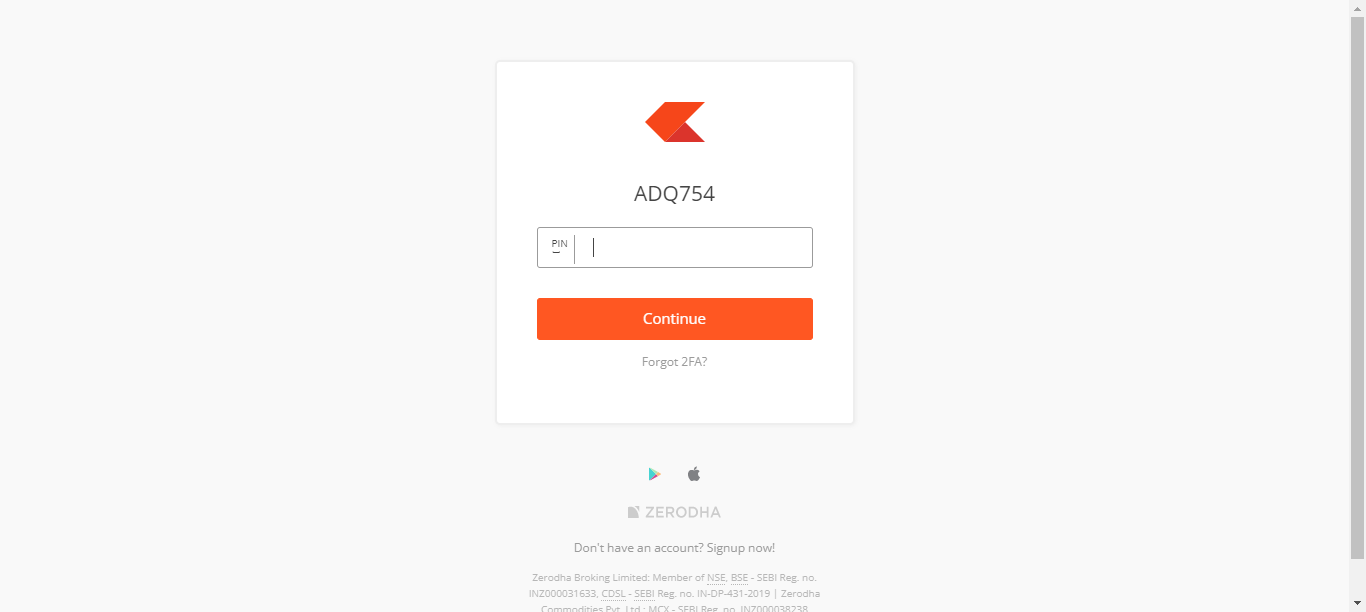 ADQ754
PIN
Continue
Forgot 2FA?
ZERODHA
Don't have an account? Signup now!
Zerodha Broking Limited: Member of NSE, BSE - SEBI Reg. no.
INZ000031633, CDSL - SEBI Reg. no. IN-DP-431-2019 | Zerodha
Commodities Pvt. Ltd.: MCX - SEBI Reg. no. INZ000038238